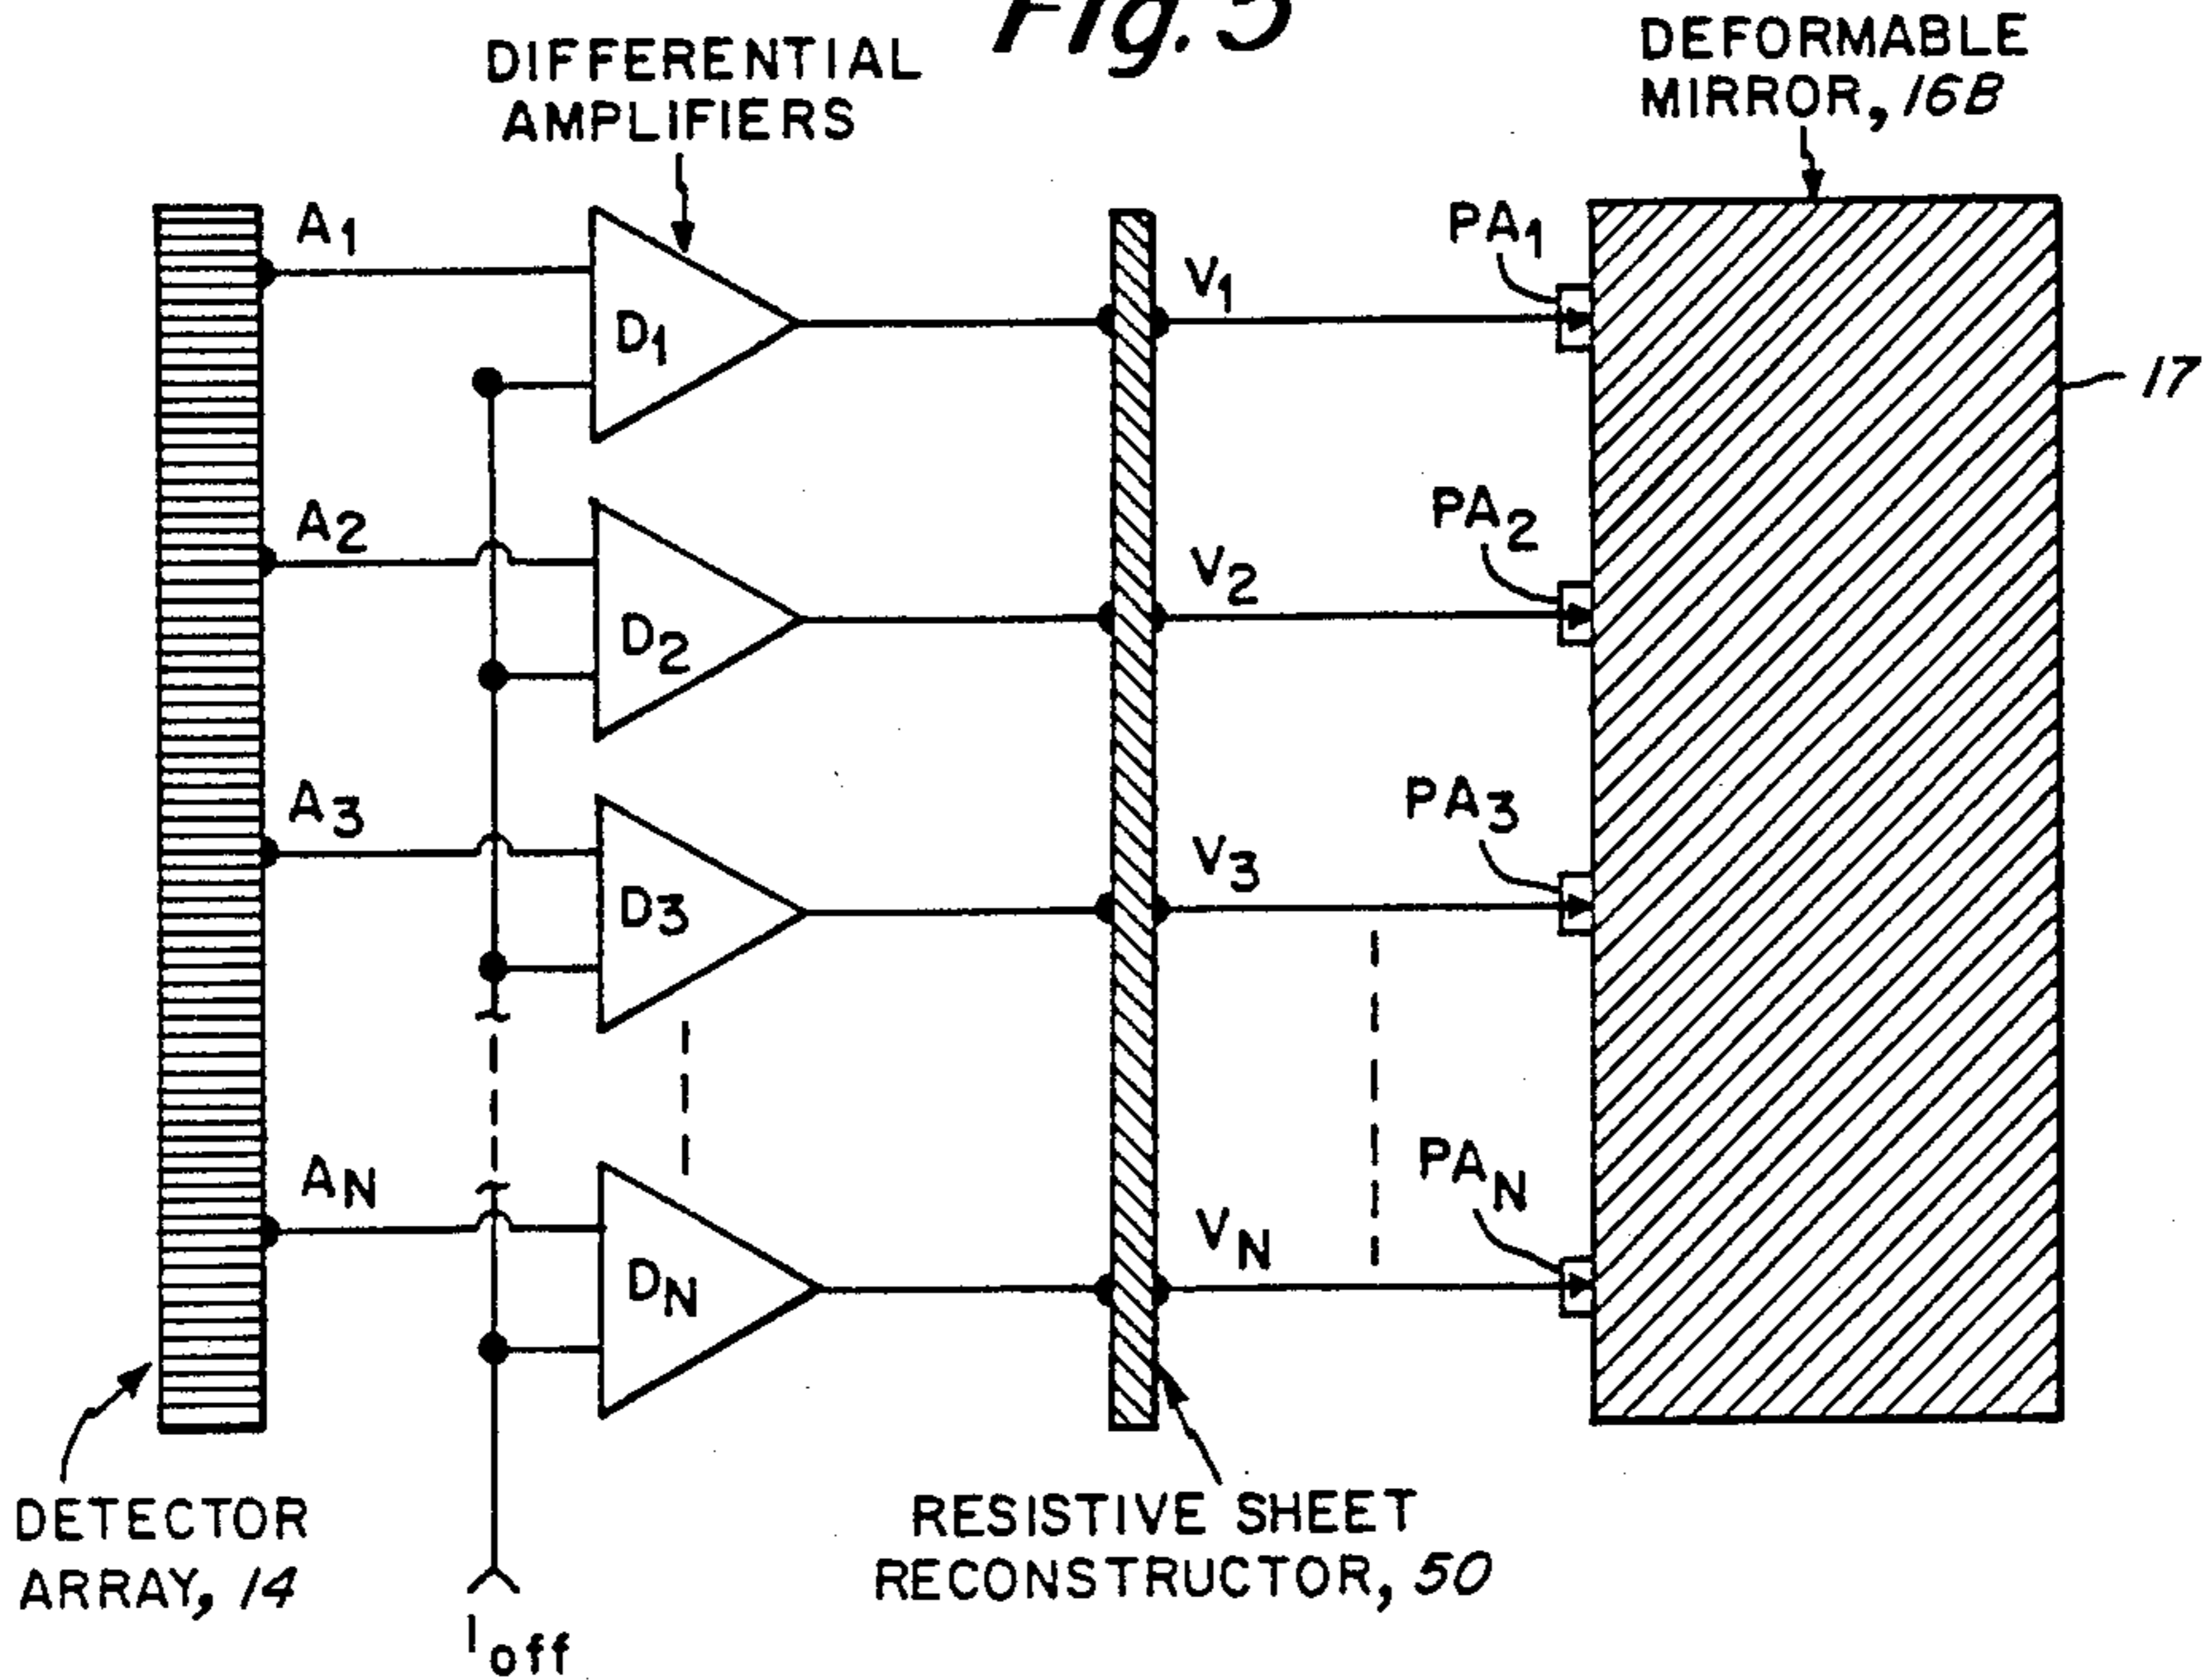 Fig. 5
DIFFERENTIAL
AMPLIFIERS
DEFORMABLE
MIRROR, 16B
A1
D1
V1
PA1
17
A2
D2
V2
PA2
A3
D3
V3
PA3
AN
DN
VN
PAN
DETECTOR
ARRAY, 14
RESISTIVE SHEET
RECONSTRUCTOR, 50
Ioff